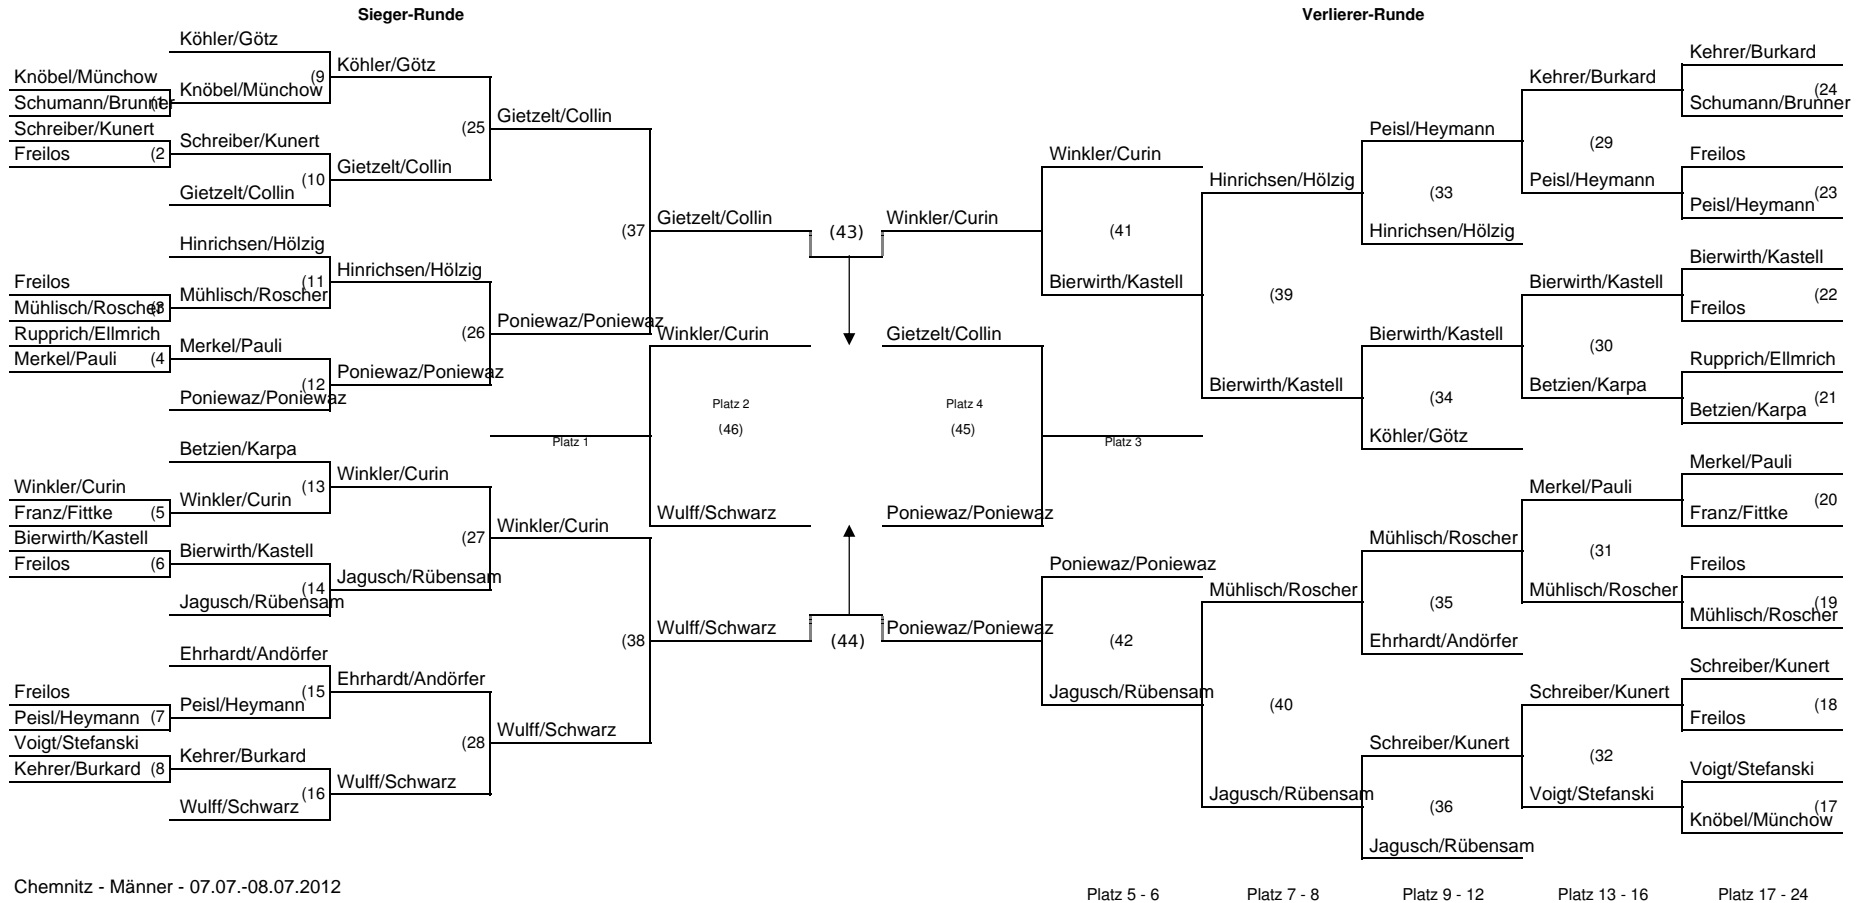 Sieger-Runde
Verlierer-Runde
Köhler/Götz
Knöbel/Münchow
Schumann/Brunner
(1
Knöbel/Münchow
(9
Köhler/Götz
Schreiber/Kunert
Freilos
(2
Schreiber/Kunert
Gietzelt/Collin
(10
Gietzelt/Collin
(25
Gietzelt/Collin
Hinrichsen/Hölzig
Freilos
Mühlisch/Roscher
(3
Mühlisch/Roscher
(11
Hinrichsen/Hölzig
Rupprich/Ellmrich
Merkel/Pauli
(4
Merkel/Pauli
Poniewaz/Poniewaz
(12
Poniewaz/Poniewaz
(26
Poniewaz/Poniewaz
(37
Gietzelt/Collin
Betzien/Karpa
Winkler/Curin
Franz/Fittke
(5
Winkler/Curin
(13
Winkler/Curin
Bierwirth/Kastell
Freilos
(6
Bierwirth/Kastell
Jagusch/Rübensam
(14
Jagusch/Rübensam
(27
Winkler/Curin
Ehrhardt/Andörfer
Freilos
Peisl/Heymann
(7
Peisl/Heymann
(15
Ehrhardt/Andörfer
Voigt/Stefanski
Kehrer/Burkard
(8
Kehrer/Burkard
Wulff/Schwarz
(16
Wulff/Schwarz
(28
Wulff/Schwarz
(38
Wulff/Schwarz
Winkler/Curin
Platz 2
(46)
Wulff/Schwarz
Platz 1
(43)
Winkler/Curin
Gietzelt/Collin
Platz 4
(45)
Poniewaz/Poniewaz
Platz 3
(44)
Poniewaz/Poniewaz
Winkler/Curin
(41
Bierwirth/Kastell
Poniewaz/Poniewaz
(42
Jagusch/Rübensam
Hinrichsen/Hölzig
(39
Bierwirth/Kastell
Mühlisch/Roscher
(40
Jagusch/Rübensam
Peisl/Heymann
(33
Hinrichsen/Hölzig
Bierwirth/Kastell
(34
Köhler/Götz
Mühlisch/Roscher
(35
Ehrhardt/Andörfer
Schreiber/Kunert
(36
Jagusch/Rübensam
Kehrer/Burkard
(29
Peisl/Heymann
Bierwirth/Kastell
(30
Betzien/Karpa
Merkel/Pauli
(31
Mühlisch/Roscher
Schreiber/Kunert
(32
Voigt/Stefanski
Kehrer/Burkard
(24
Schumann/Brunner
Freilos
(23
Peisl/Heymann
Bierwirth/Kastell
(22
Freilos
Rupprich/Ellmrich
(21
Betzien/Karpa
Merkel/Pauli
(20
Franz/Fittke
Freilos
(19
Mühlisch/Roscher
Schreiber/Kunert
(18
Freilos
Voigt/Stefanski
(17
Knöbel/Münchow
Chemnitz - Männer - 07.07.-08.07.2012
Platz 5 - 6
Platz 7 - 8
Platz 9 - 12
Platz 13 - 16
Platz 17 - 24